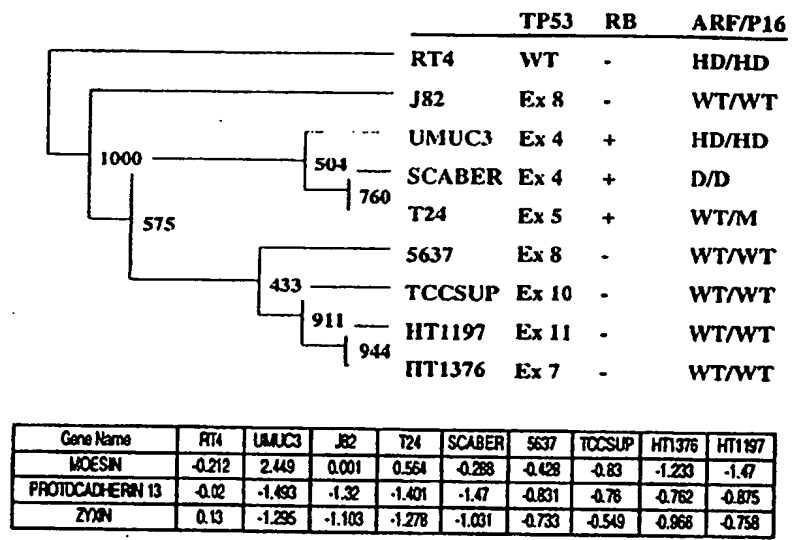 TP53 RB ARF/P16
RT4 WT - HD/HD
J82 Ex 8 - WT/WT
UMUC3 Ex 4 + HD/HD
1000 504
SCABER Ex 4 + D/D
760
T24 Ex 5 + WT/M
575
5637 Ex 8 - WT/WT
433
TCCSUP Ex 10 - WT/WT
911
HT1197 Ex 11 - WT/WT
944
HT1376 Ex 7 - WT/WT
Gene Name RT4 UMUC3 J82 T24 SCABER 5637 TCCSUP HT1376 HT1197
MOESIN -0.212 2.449 0.001 0.564 -0.288 -0.428 -0.83 -1.233 -1.47
PROTOCADHERIN 13 -0.02 -1.493 -1.32 -1.401 -1.47 -0.831 -0.76 -0.762 -0.875
ZYXIN 0.13 -1.295 -1.103 -1.278 -1.031 -0.733 -0.549 -0.966 -0.758